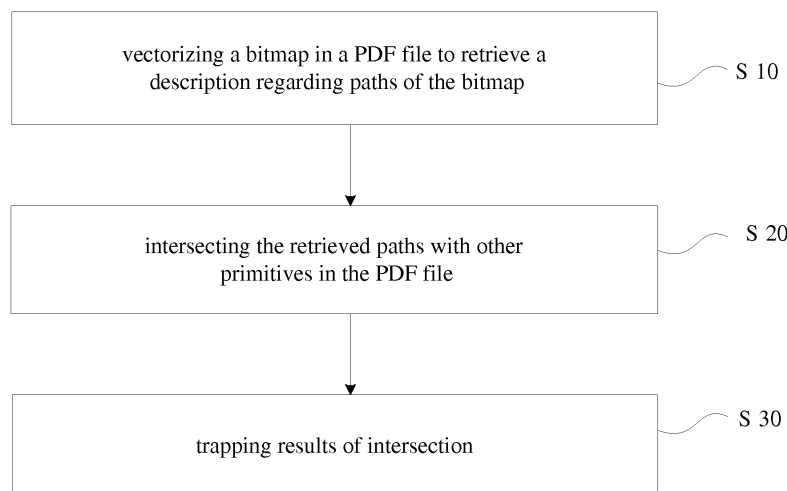 vectorizing a bitmap in a PDF file to retrieve a
description regarding paths of the bitmap
S 10
intersecting the retrieved paths with other
primitives in the PDF file
S 20
trapping results of intersection
S 30